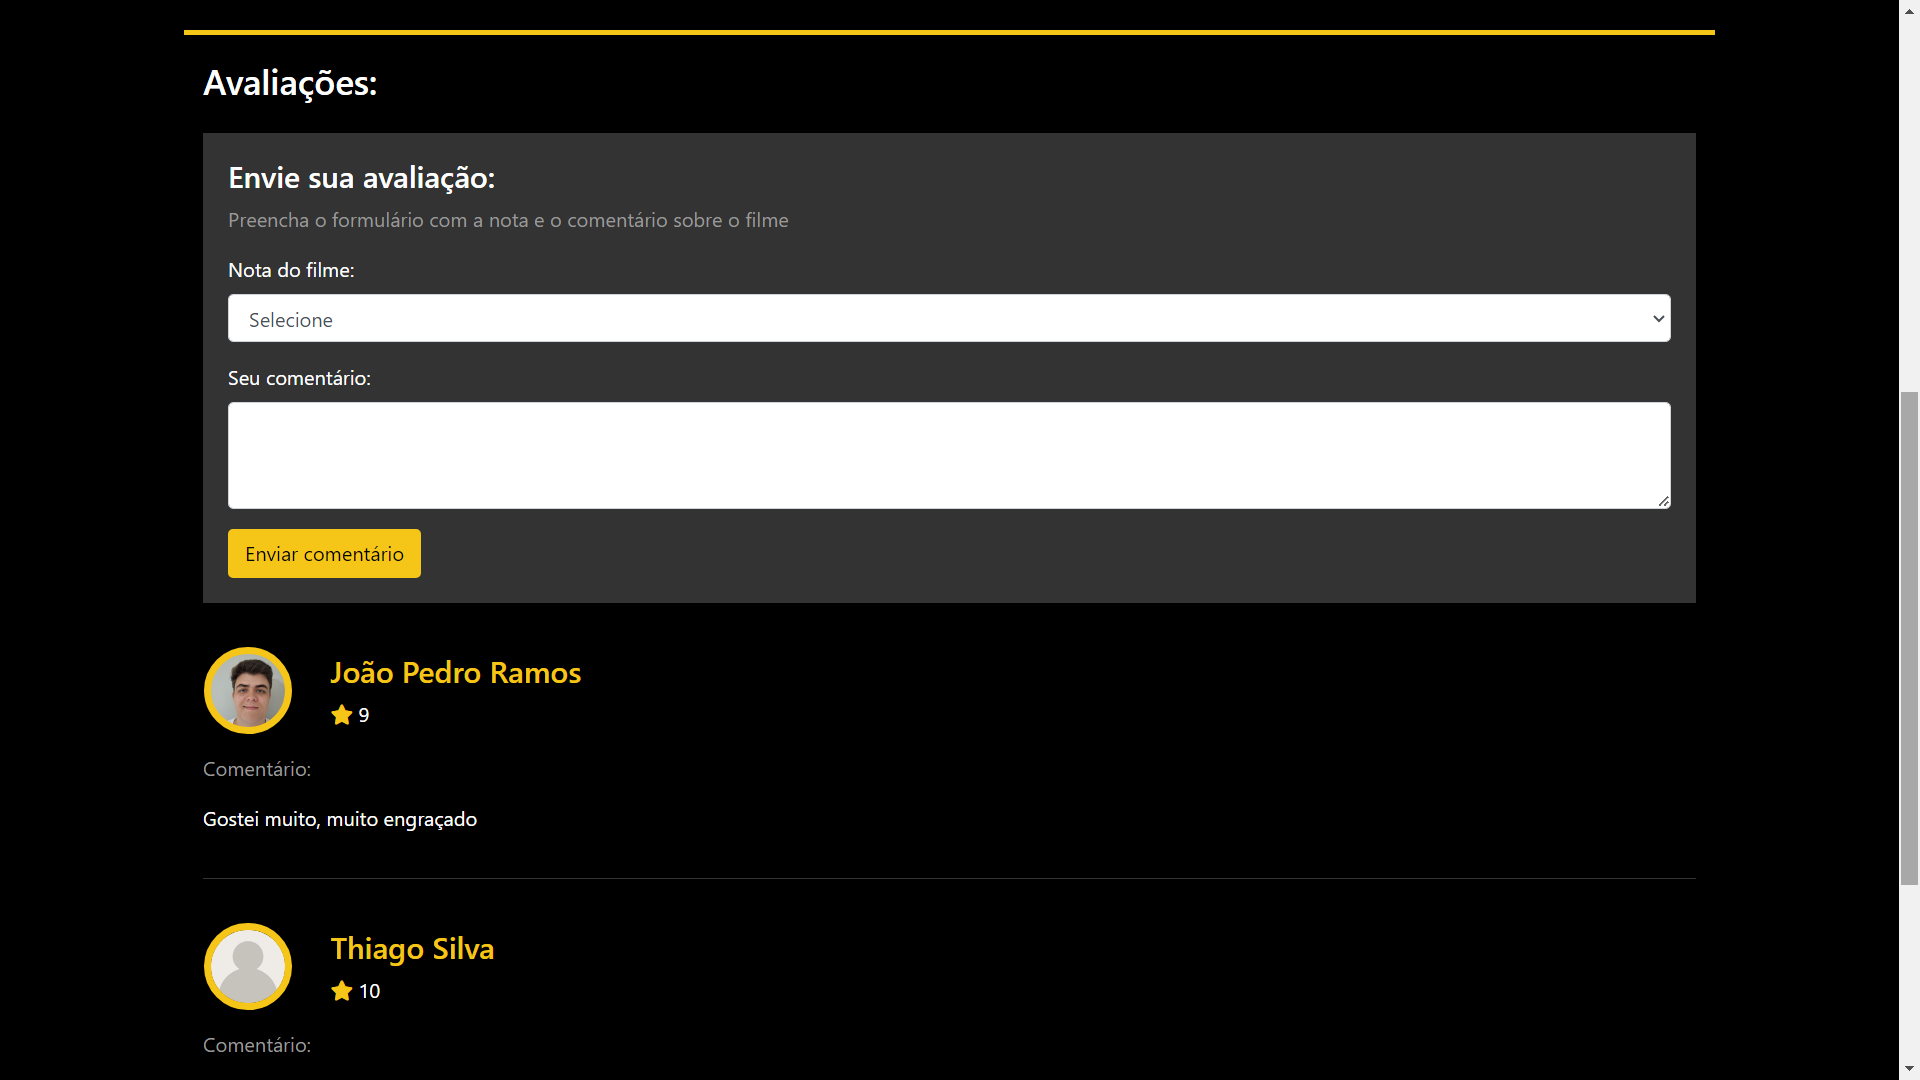 Avaliações:
Envie sua avaliação:
Preencha o formulário com a nota e o comentário sobre o filme
Nota do filme:
Selecione
Seu comentário:
Enviar comentário
João Pedro Ramos
9
Comentário:
Gostei muito, muito engraçado
Thiago Silva
10
Comentário: